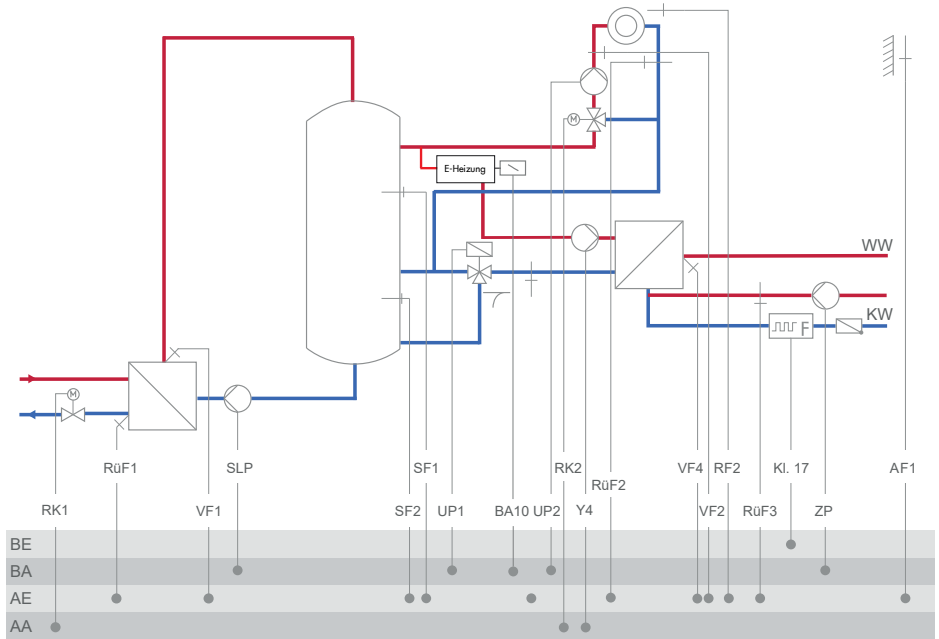 M
E-Heizung
WW
F
KW
M
RüF1 SLP SF1 RK2 VF4 RF2 Kl. 17 AF1
RüF2
RK1 VF1 SF2 UP1 BA10 UP2 Y4 VF2 RüF3 ZP
BE
BA
AE
AA